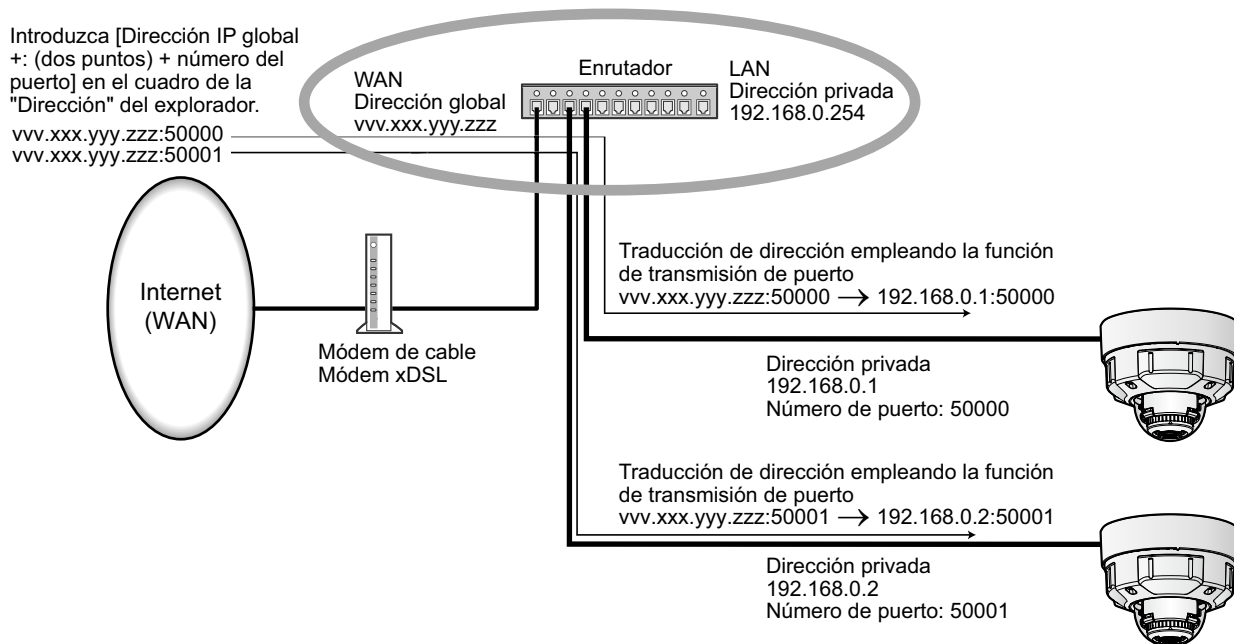 Introduzca [Dirección IP global
+: (dos puntos) + número del
puerto] en el cuadro de la
"Dirección" del explorador.
vvv.xxx.yyy.zzz:50000
vvv.xxx.yyy.zzz:50001
WAN
Dirección global
vvv.xxx.yyy.zzz
Enrutador
LAN
Dirección privada
192.168.0.254
Internet
(WAN)
Módem de cable
Módem xDSL
Traducción de dirección empleando la función
de transmisión de puerto
vvv.xxx.yyy.zzz:50000 → 192.168.0.1:50000
Dirección privada
192.168.0.1
Número de puerto: 50000
Traducción de dirección empleando la función
de transmisión de puerto
vvv.xxx.yyy.zzz:50001 → 192.168.0.2:50001
Dirección privada
192.168.0.2
Número de puerto: 50001